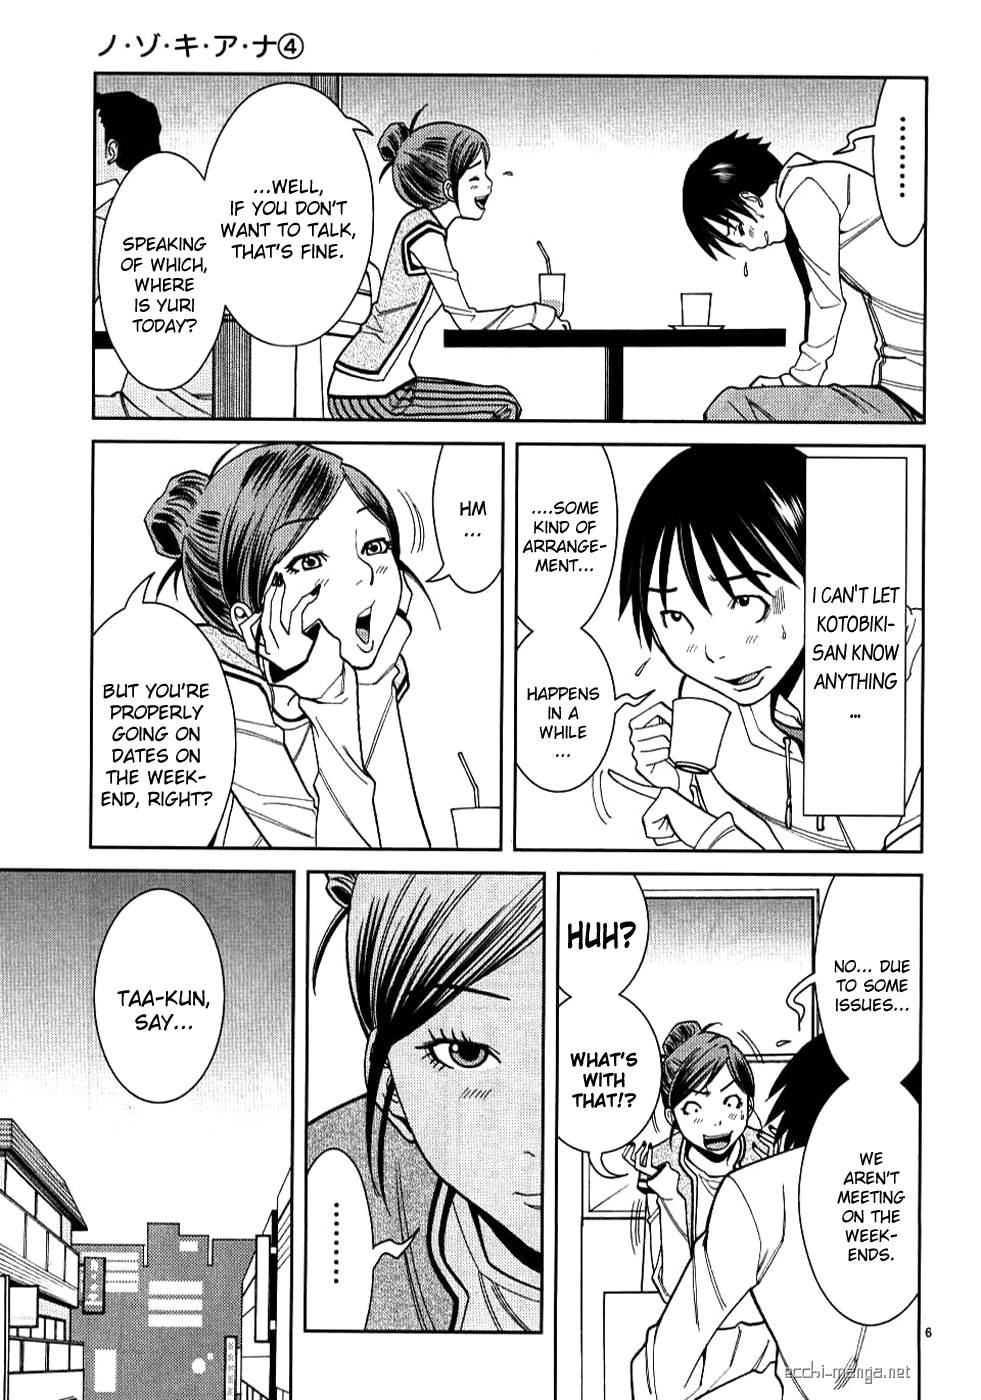 ノ・ゾ・キ・ア・ナ④
………
...WELL,
IF YOU DON'T
WANT TO TALK,
THAT'S FINE.
SPEAKING
OF WHICH,
WHERE
IS YURI
TODAY?
I CAN'T LET
KOTOBIKI-
SAN KNOW
ANYTHING
...
....SOME
KIND OF
ARRANGE-
MENT...
HAPPENS
IN A
WHILE
...
HM
...
BUT YOU'RE
PROPERLY
GOING ON
DATES ON
THE WEEK-
END, RIGHT?
NO... DUE
TO SOME
ISSUES...
WE
AREN'T
MEETING
ON THE
WEEK-
ENDS.
HUH?
WHAT'S
WITH
THAT!?
………
TAA-KUN,
SAY...
6
ecchi-manga.net